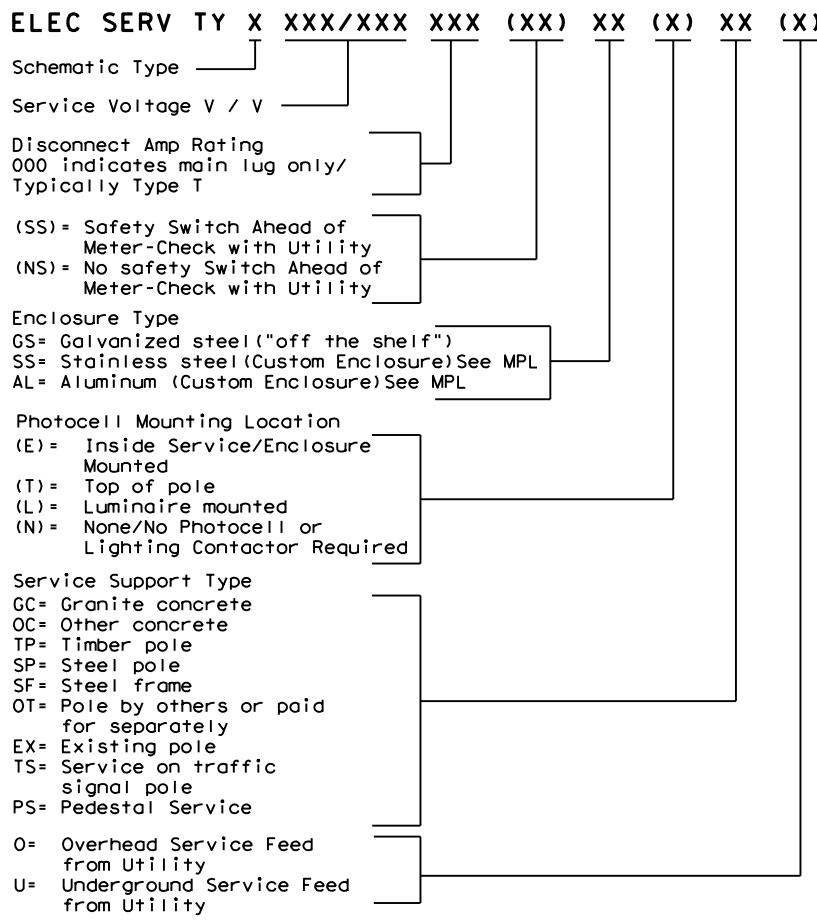 ELEC SERV TY X XXX/XXX XXX (XX) XX (X) XX (X)
Schematic Type
Service Voltage V / V
Disconnect Amp Rating
000 indicates main lug only/
Typically Type T
(SS)= Safety Switch Ahead of
Meter-Check with Utility
(NS)= No safety Switch Ahead of
Meter-Check with Utility
Enclosure Type
GS= Galvanized steel("off the shelf")
SS= Stainless steel(Custom Enclosure)See MPL
AL= Aluminum (Custom Enclosure)See MPL
Photocell Mounting Location
(E)= Inside Service/Enclosure
Mounted
(T)= Top of pole
(L)= Luminaire mounted
(N)= None/No Photocell or
Lighting Contactor Required
Service Support Type
GC= Granite concrete
OC= Other concrete
TP= Timber pole
SP= Steel pole
SF= Steel frame
OT= Pole by others or paid
for separately
EX= Existing pole
TS= Service on traffic
signal pole
PS= Pedestal Service
O= Overhead Service Feed
from Utility
U= Underground Service Feed
from Utility